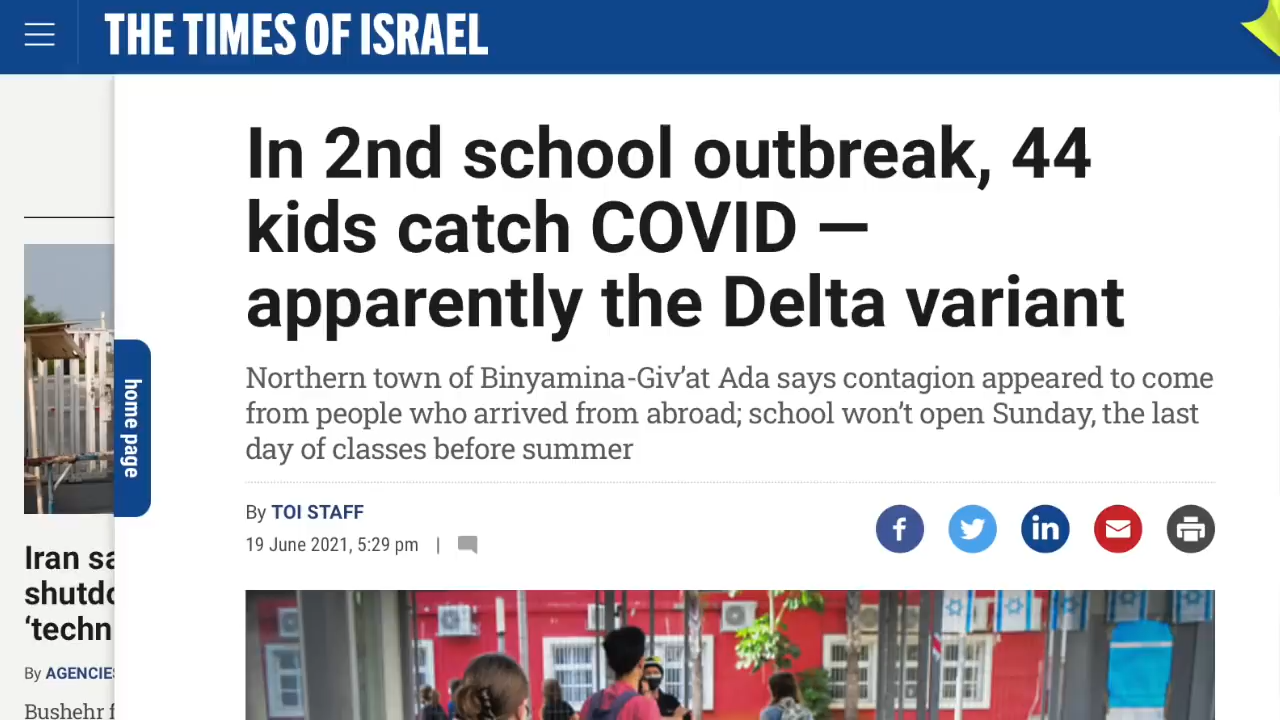 THE TIMES OF ISRAEL
In 2nd school outbreak, 44
kids catch COVID —
apparently the Delta variant
Northern town of Binyamina-Giv’at Ada says contagion appeared to come
from people who arrived from abroad; school won’t open Sunday, the last
day of classes before summer
By TOI STAFF
19 June 2021, 5:29 pm |
home page
Iran
‘techn
By AGENCIES
Bushehr